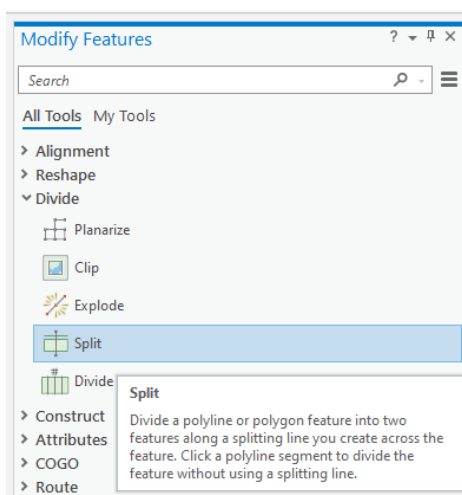 Modify Features
?
Search
All Tools My Tools
Alignment
Reshape
Divide
Planarize
Clip
Explode
Split
Divide
Split
Divide a polyline or polygon feature into two
features along a splitting line you create across the
feature. Click a polyline segment to divide the
feature without using a splitting line.
Construct
Attributes
COGO
Route